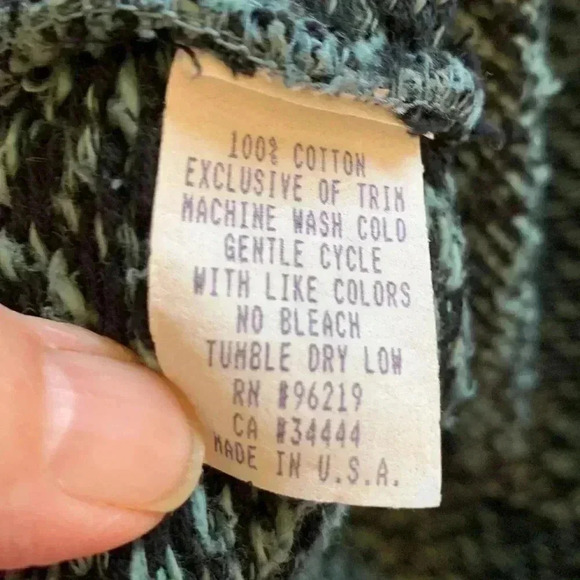 100% COTTON
EXCLUSIVE OF TRIM
MACHINE WASH COLD
GENTLE CYCLE
WITH LIKE COLORS
NO BLEACH
TUMBLE DRY LOW
RN #96219
CA #34444
MADE IN U.S.A.